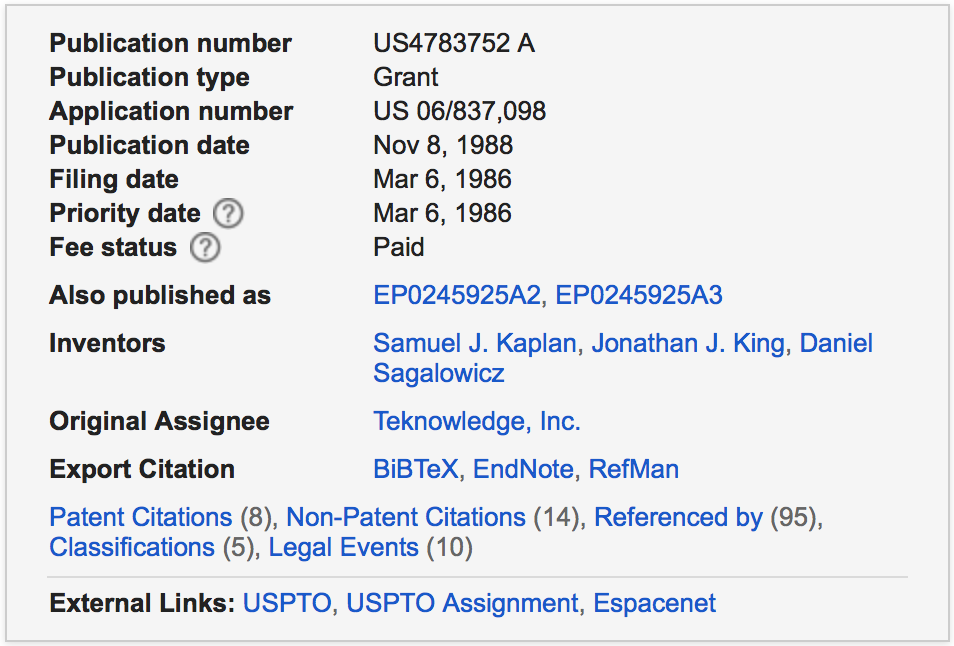 Publication number US4783752 A
Publication type Grant
Application number US 06/837,098
Publication date Nov 8, 1988
Filing date Mar 6, 1986
Priority date ? Mar 6, 1986
Fee status ? Paid
Also published as EP0245925A2, EP0245925A3
Inventors Samuel J. Kaplan, Jonathan J. King, Daniel
Sagalowicz
Original Assignee Teknowledge, Inc.
Export Citation BiBTeX, EndNote, RefMan
Patent Citations (8), Non-Patent Citations (14), Referenced by (95),
Classifications (5), Legal Events (10)
External Links: USPTO, USPTO Assignment, Espacenet